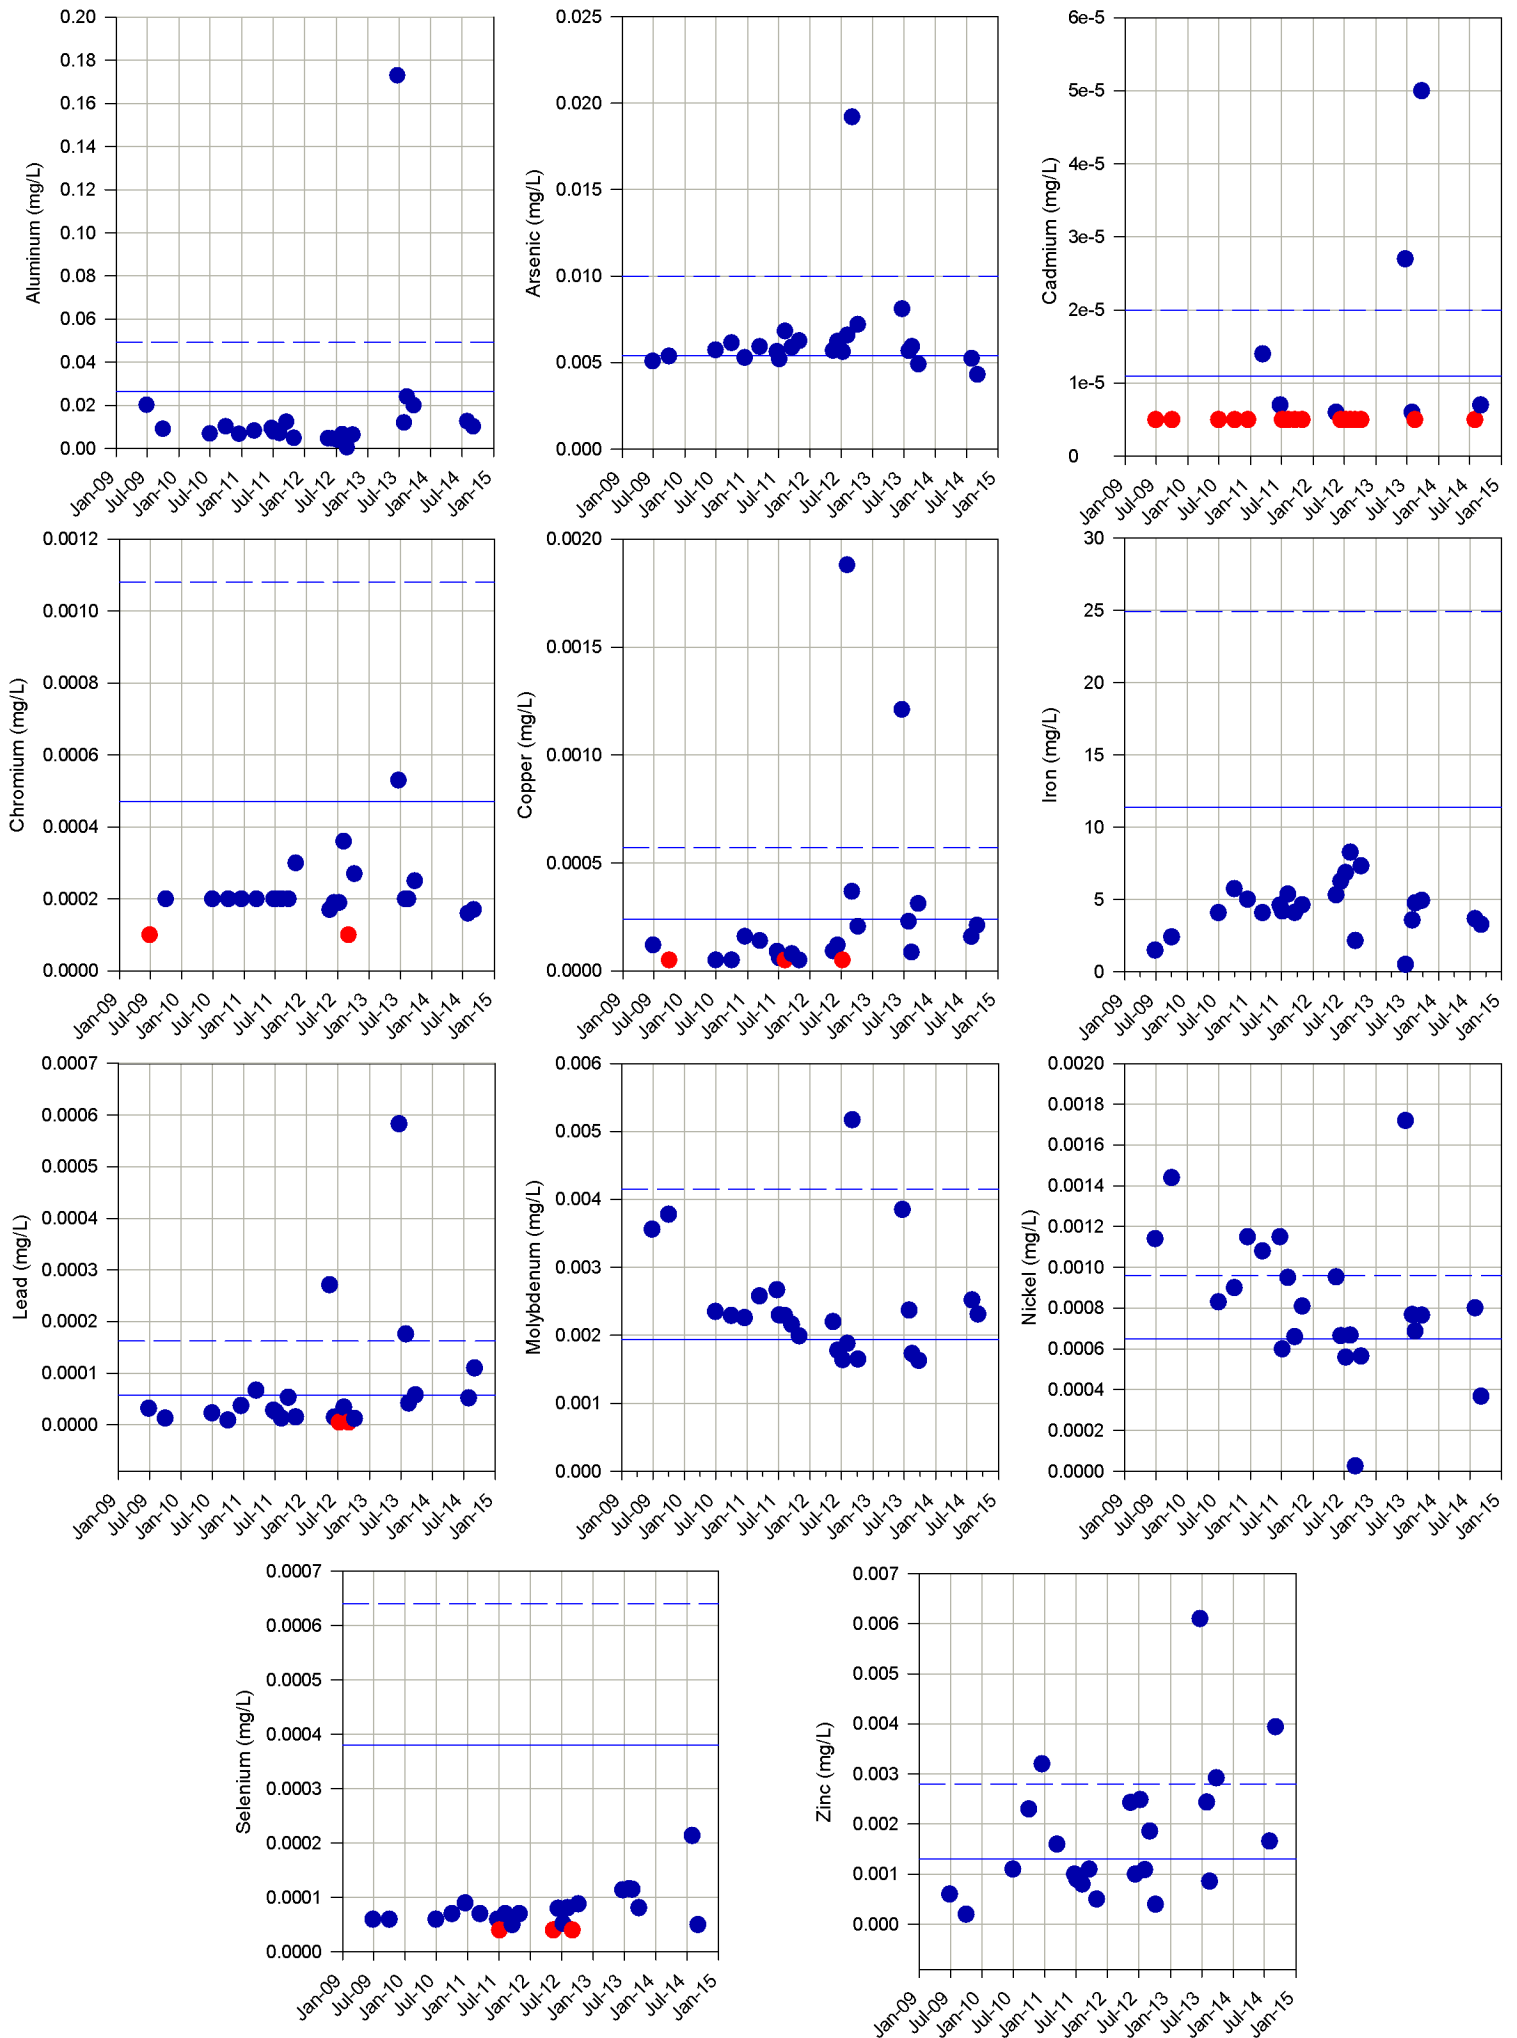 Aluminum (mg/L)
0.20
0.18
0.16
0.14
0.12
0.10
0.08
0.06
0.04
0.02
0.00
Jan-09 Jul-09 Jan-10 Jul-10 Jan-11 Jul-11 Jan-12 Jul-12 Jan-13 Jul-13 Jan-14 Jul-14 Jan-15
Arsenic (mg/L)
0.025
0.020
0.015
0.010
0.005
0.000
Jan-09 Jul-09 Jan-10 Jul-10 Jan-11 Jul-11 Jan-12 Jul-12 Jan-13 Jul-13 Jan-14 Jul-14 Jan-15
Cadmium (mg/L)
6e-5
5e-5
4e-5
3e-5
2e-5
1e-5
0
Jan-09 Jul-09 Jan-10 Jul-10 Jan-11 Jul-11 Jan-12 Jul-12 Jan-13 Jul-13 Jan-14 Jul-14 Jan-15
Chromium (mg/L)
0.0012
0.0010
0.0008
0.0006
0.0004
0.0002
0.0000
Jan-09 Jul-09 Jan-10 Jul-10 Jan-11 Jul-11 Jan-12 Jul-12 Jan-13 Jul-13 Jan-14 Jul-14 Jan-15
Copper (mg/L)
0.0020
0.0015
0.0010
0.0005
0.0000
Jan-09 Jul-09 Jan-10 Jul-10 Jan-11 Jul-11 Jan-12 Jul-12 Jan-13 Jul-13 Jan-14 Jul-14 Jan-15
Iron (mg/L)
30
25
20
15
10
5
0
Jan-09 Jul-09 Jan-10 Jul-10 Jan-11 Jul-11 Jan-12 Jul-12 Jan-13 Jul-13 Jan-14 Jul-14 Jan-15
Lead (mg/L)
0.0007
0.0006
0.0005
0.0004
0.0003
0.0002
0.0001
0.0000
Jan-09 Jul-09 Jan-10 Jul-10 Jan-11 Jul-11 Jan-12 Jul-12 Jan-13 Jul-13 Jan-14 Jul-14 Jan-15
Molybdenum (mg/L)
0.006
0.005
0.004
0.003
0.002
0.001
0.000
Jan-09 Jul-09 Jan-10 Jul-10 Jan-11 Jul-11 Jan-12 Jul-12 Jan-13 Jul-13 Jan-14 Jul-14 Jan-15
Nickel (mg/L)
0.0020
0.0018
0.0016
0.0014
0.0012
0.0010
0.0008
0.0006
0.0004
0.0002
0.0000
Jan-09 Jul-09 Jan-10 Jul-10 Jan-11 Jul-11 Jan-12 Jul-12 Jan-13 Jul-13 Jan-14 Jul-14 Jan-15
Selenium (mg/L)
0.0007
0.0006
0.0005
0.0004
0.0003
0.0002
0.0001
0.0000
Jan-09 Jul-09 Jan-10 Jul-10 Jan-11 Jul-11 Jan-12 Jul-12 Jan-13 Jul-13 Jan-14 Jul-14 Jan-15
Zinc (mg/L)
0.007
0.006
0.005
0.004
0.003
0.002
0.001
0.000
Jan-09 Jul-09 Jan-10 Jul-10 Jan-11 Jul-11 Jan-12 Jul-12 Jan-13 Jul-13 Jan-14 Jul-14 Jan-15